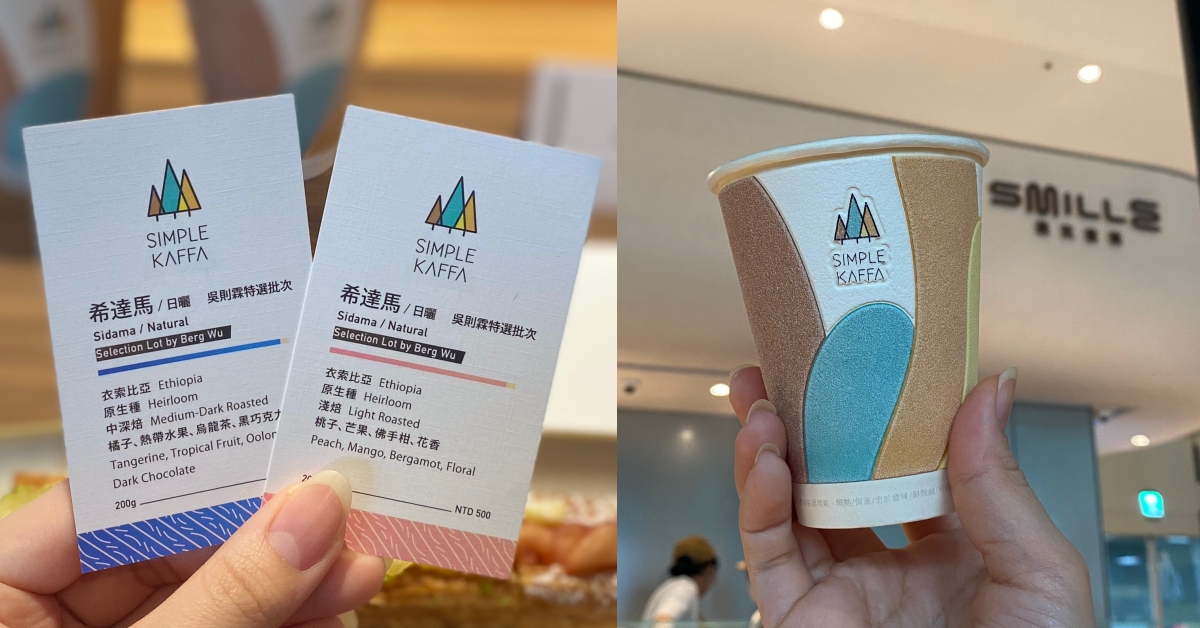 SIMPLE
KAFFA
希達馬 / 日曬 吳則霖特選批次
Sidama / Natural
Selection Lot by Berg Wu
衣索比亞 Ethiopia
原生種 Heirloom
中深焙 Medium-Dark Roasted
橘子、熱帶水果、烏龍茶、黑巧克力
Tangerine, Tropical Fruit, Oolon
Dark Chocolate
200g
SIMPLE
KAFFA
希達馬 / 日曬 吳則霖特選批次
Sidama / Natural
Selection Lot by Berg Wu
衣索比亞 Ethiopia
原生種 Heirloom
淺焙 Light Roasted
桃子、芒果、佛手柑、花香
Peach, Mango, Bergamot, Floral
NTD 500
SIMPLE
KAFFA
SMILLE